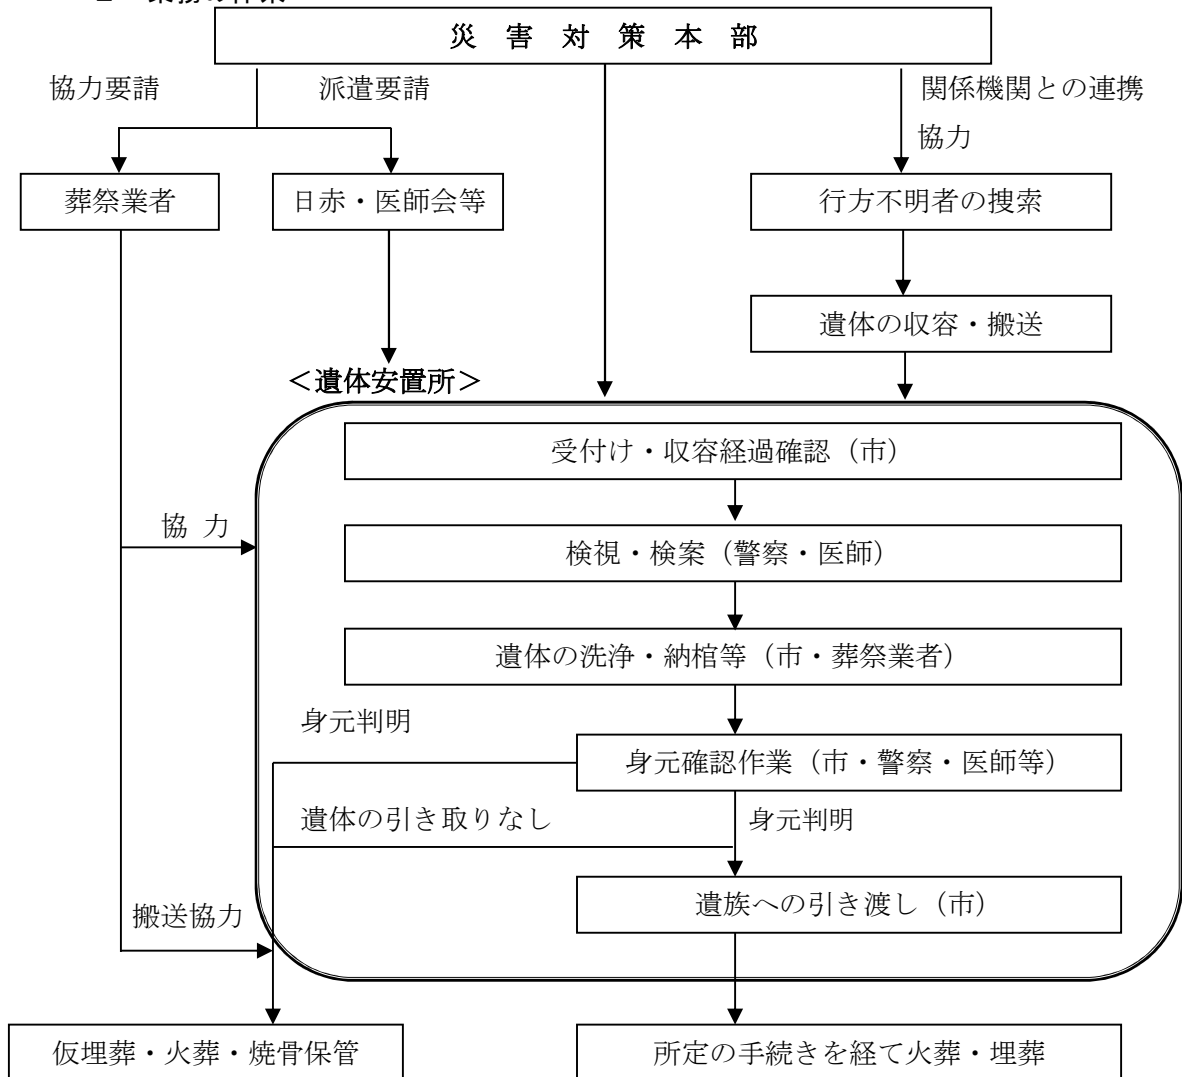 災 害 対 策 本 部
協力要請
派遣要請
関係機関との連携
協力
葬祭業者
日赤・医師会等
行方不明者の捜索
遺体の収容・搬送
＜遺体安置所＞
受付け・収容経過確認（市）
協 力
検視・検案（警察・医師）
遺体の洗浄・納棺等（市・葬祭業者）
身元判明
身元確認作業（市・警察・医師等）
遺体の引き取りなし
身元判明
遺族への引き渡し（市）
搬送協力
仮埋葬・火葬・焼骨保管
所定の手続きを経て火葬・埋葬